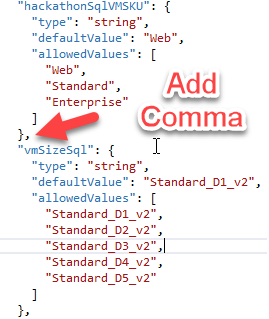 "hackathonSqlVMSKU": {
"type": "string",
"defaultValue": "Web",
"allowedValues": [
"Web",
"Standard",
"Enterprise"
]
},
Add
Comma
"vmSizeSql": {
"type": "string",
"defaultValue": "Standard_D1_v2",
"allowedValues": [
"Standard_D1_v2",
"Standard_D2_v2",
"Standard_D3_v2",
"Standard_D4_v2",
"Standard_D5_v2"
]
},